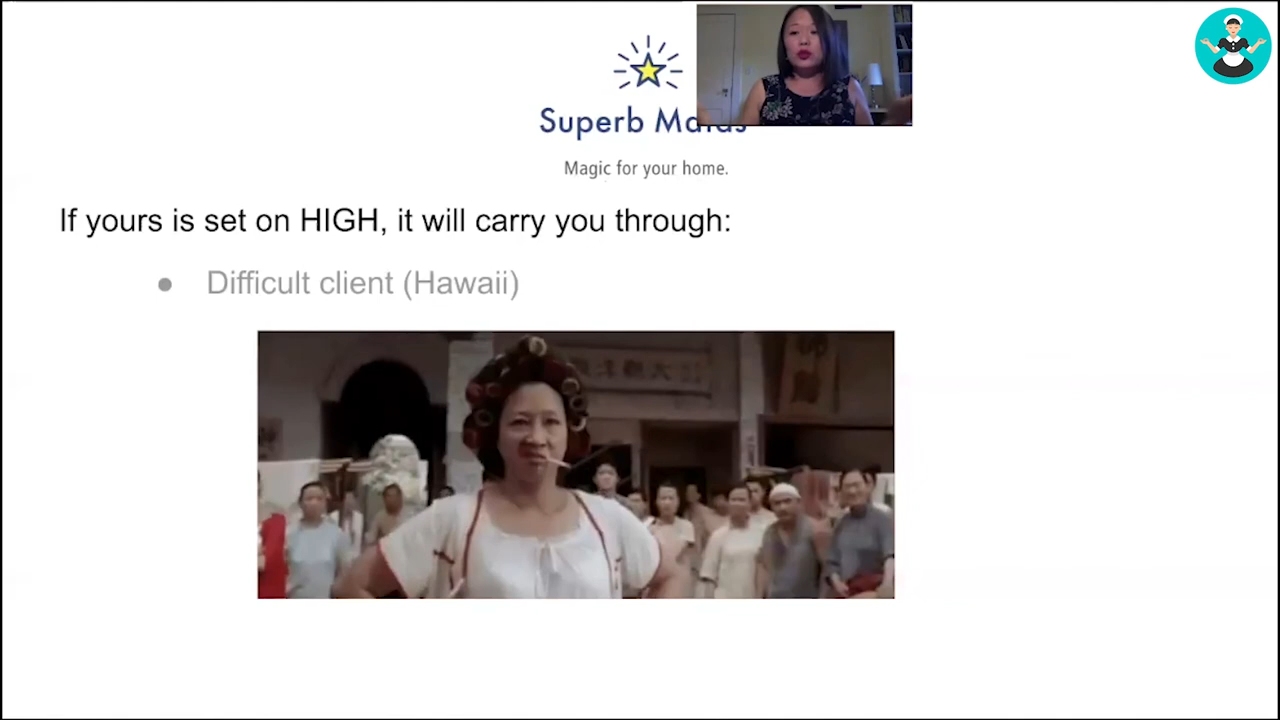 Superb Maids
Magic for your home.
If yours is set on HIGH, it will carry you through:
● Difficult client (Hawaii)